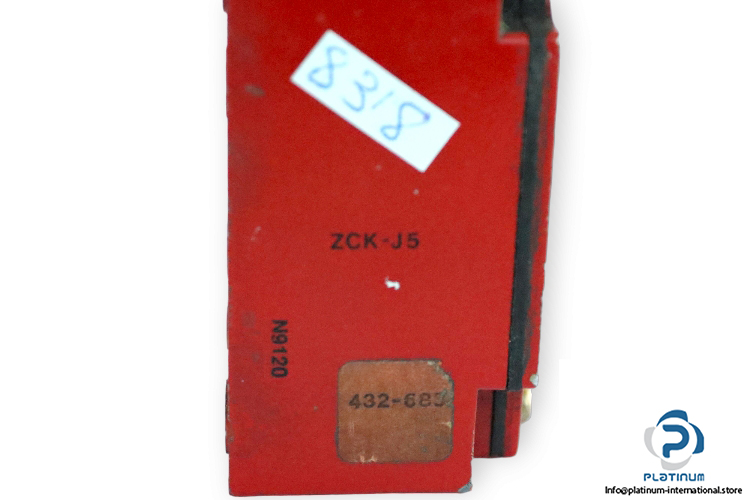 8318
ZCK-J5
N9120
432-683
PLATINUM
Info@platinum-international.store